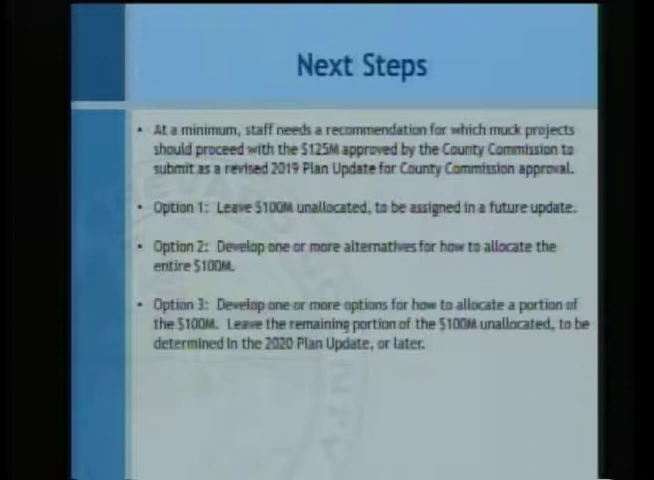 Next Steps
• At a minimum, staff needs a recommendation for which muck projects
should proceed with the $125M approved by the County Commission to
submit as a revised 2019 Plan Update for County Commission approval.
• Option 1: Leave $100M unallocated, to be assigned in a future update.
• Option 2: Develop one or more alternatives for how to allocate the
entire $100M.
• Option 3: Develop one or more options for how to allocate a portion of
the $100M. Leave the remaining portion of the $100M unallocated, to be
determined in the 2020 Plan Update, or later.